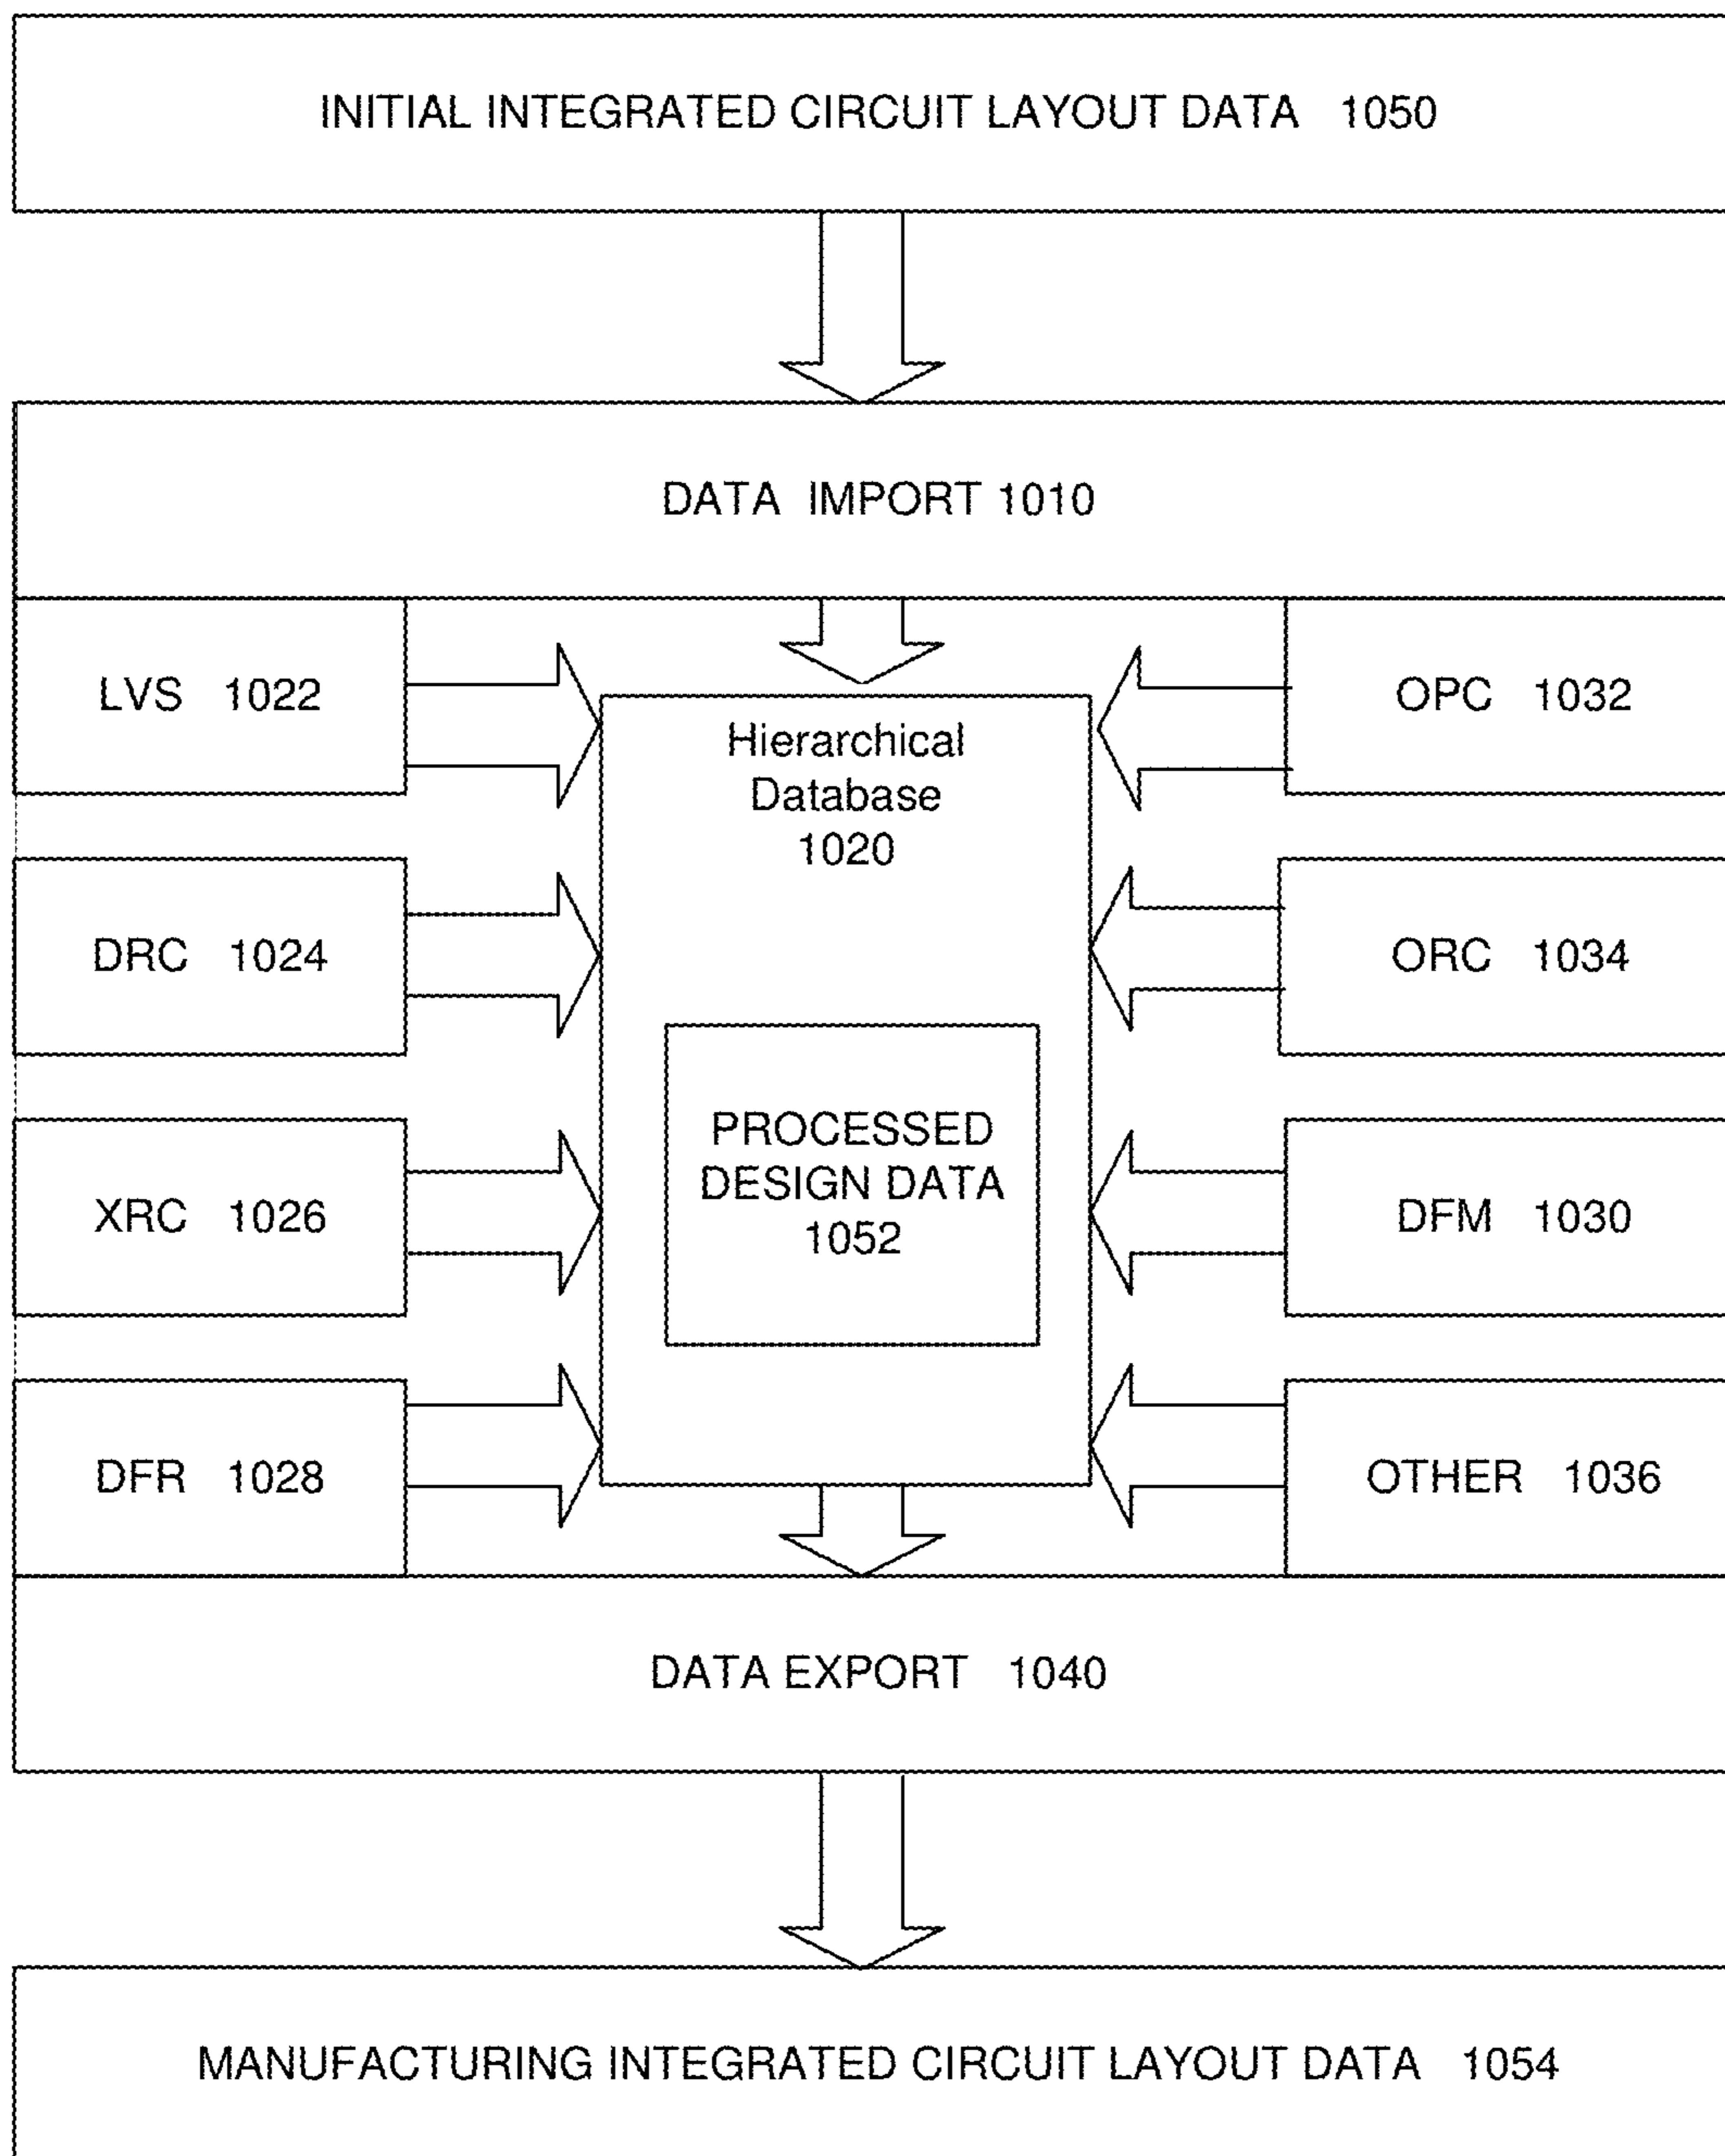 INITIAL INTEGRATED CIRCUIT LAYOUT DATA 1050
DATA IMPORT 1010
LVS 1022
OPC 1032
Hierarchical
Database
1020
DRC 1024
ORC 1034
PROCESSED
DESIGN DATA
1052
XRC 1026
DFM 1030
DFR 1028
OTHER 1036
DATA EXPORT 1040
MANUFACTURING INTEGRATED CIRCUIT LAYOUT DATA 1054